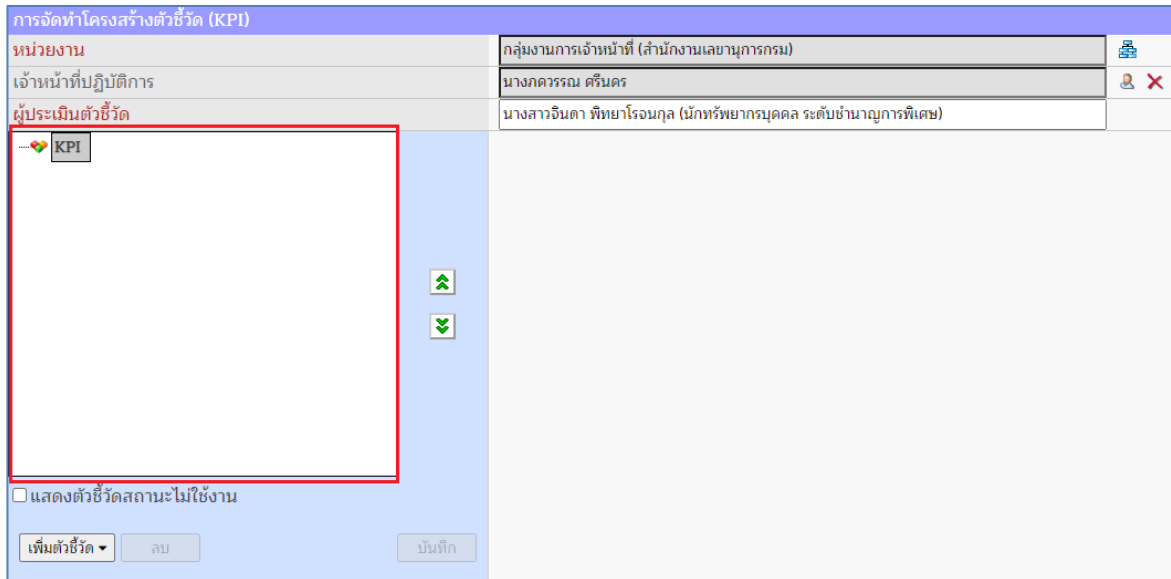 การจัดทำโครงสร้างตัวชี้วัด (KPI)
หน่วยงาน กลุ่มงานการเจ้าหน้าที่ (สำนักงานเลขานุการกรม)
เจ้าหน้าที่ปฏิบัติการ นางภควรรณ ศรีนคร
ผู้ประเมินตัวชี้วัด นางสาวจินดา พิทยาโรจนกุล (นักทรัพยากรบุคคล ระดับชำนาญการพิเศษ)
KPI
แสดงตัวชี้วัดสถานะไม่ใช้งาน
เพิ่มตัวชี้วัด ลบ บันทึก